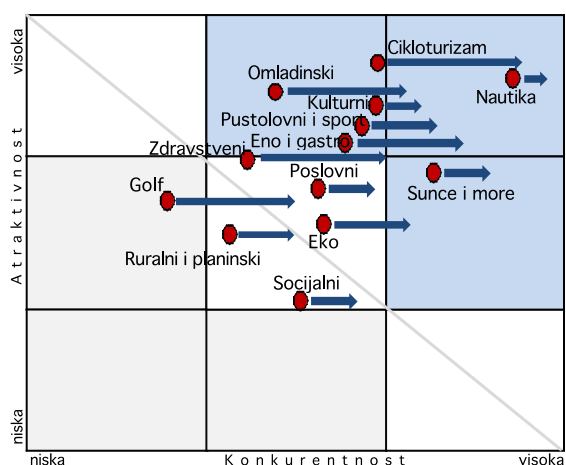 visoka
Cikloturizam
Omladinski
Nautika
Kulturni
Pustolovni i sport
Eno i gastro
Zdravstveni
Poslovni
Sunce i more
Golf
Eko
Ruralni i planinski
Socijalni
Atraktivnost
niska
niska
Konkurentnost
visoka